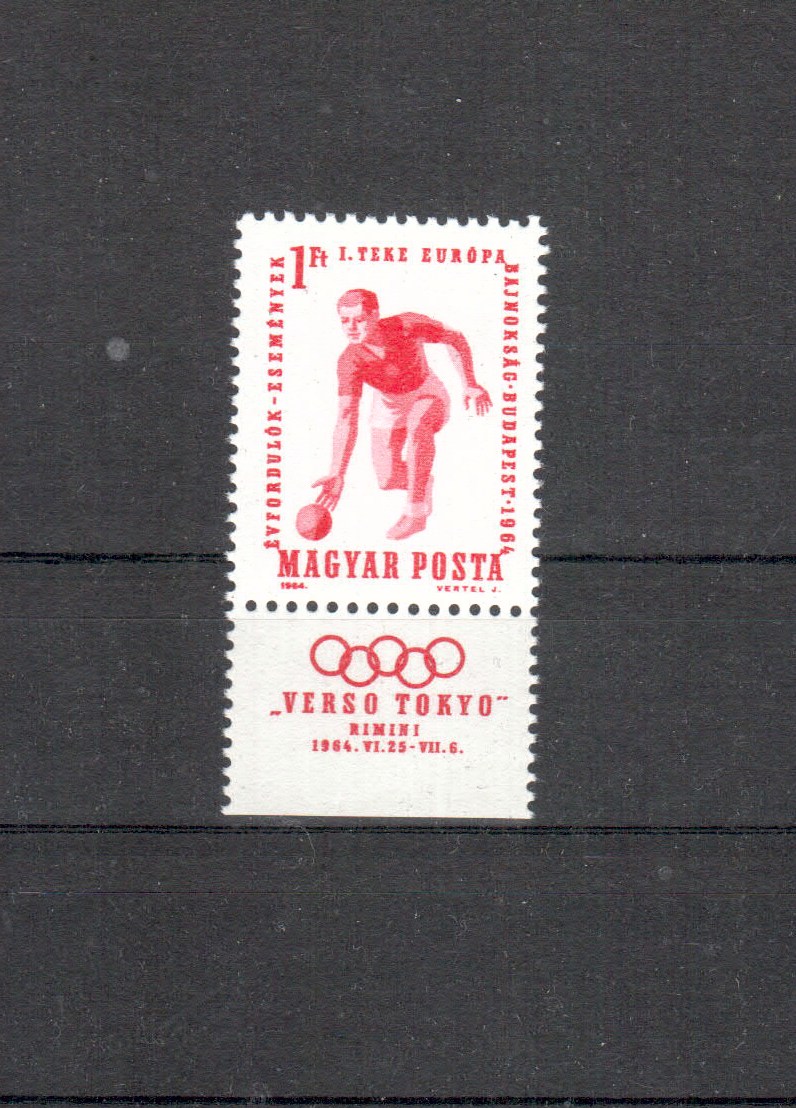 1Ft
I. TEKE EURÓPA
BAJNOKSÁG·BUDAPEST·1964
ÉVFORDULÓK-ESEMÉNYEK
MAGYAR POSTA
1964. VERTEL J.
„VERSO TOKYO"
RIMINI
1964. VI. 25-VII. 6.